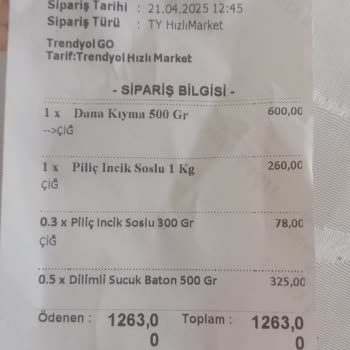 Sipariş Tarihi : 21.04.2025 12:45
Sipariş Türü : TY HızlıMarket
Trendyol GO
Tarif:Trendyol Hızlı Market
- SİPARİŞ BİLGİSİ -
1 x Dana Kıyma 500 Gr 600,00
-->ÇİĞ
1 x Piliç Incik Soslu 1 Kg 260,00
ÇİĞ
0.3 x Piliç Incik Soslu 300 Gr 78,00
ÇİĞ
0.5 x Dilimli Sucuk Baton 500 Gr 325,00
Ödenen : 1263,0 Toplam : 1263,0
0 0